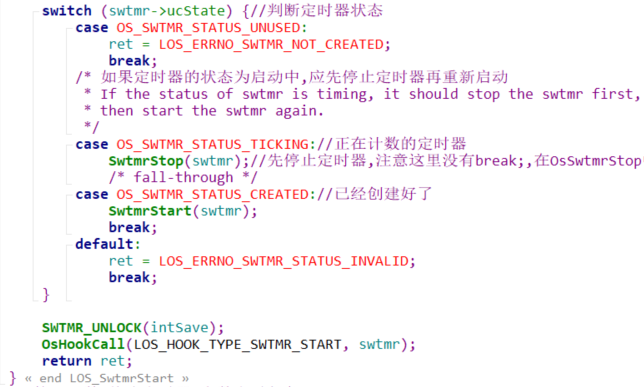 switch (swtmr->ucState) {//判断定时器状态
case OS_SWTMR_STATUS_UNUSED:
ret = LOS_ERRNO_SWTMR_NOT_CREATED;
break;
/* 如果定时器的状态为启动中,应先停止定时器再重新启动
* If the status of swtmr is timing, it should stop the swtmr first,
* then start the swtmr again.
*/
case OS_SWTMR_STATUS_TICKING://正在计数的定时器
SwtmrStop(swtmr);//先停止定时器,注意这里没有break;,在OsSwtmrStop
/* fall-through */
case OS_SWTMR_STATUS_CREATED://已经创建好了
SwtmrStart(swtmr);
break;
default:
ret = LOS_ERRNO_SWTMR_STATUS_INVALID;
break;
}
SWTMR_UNLOCK(intSave);
OsHookCall(LOS_HOOK_TYPE_SWTMR_START, swtmr);
return ret;
} « end LOS_SwtmrStart »